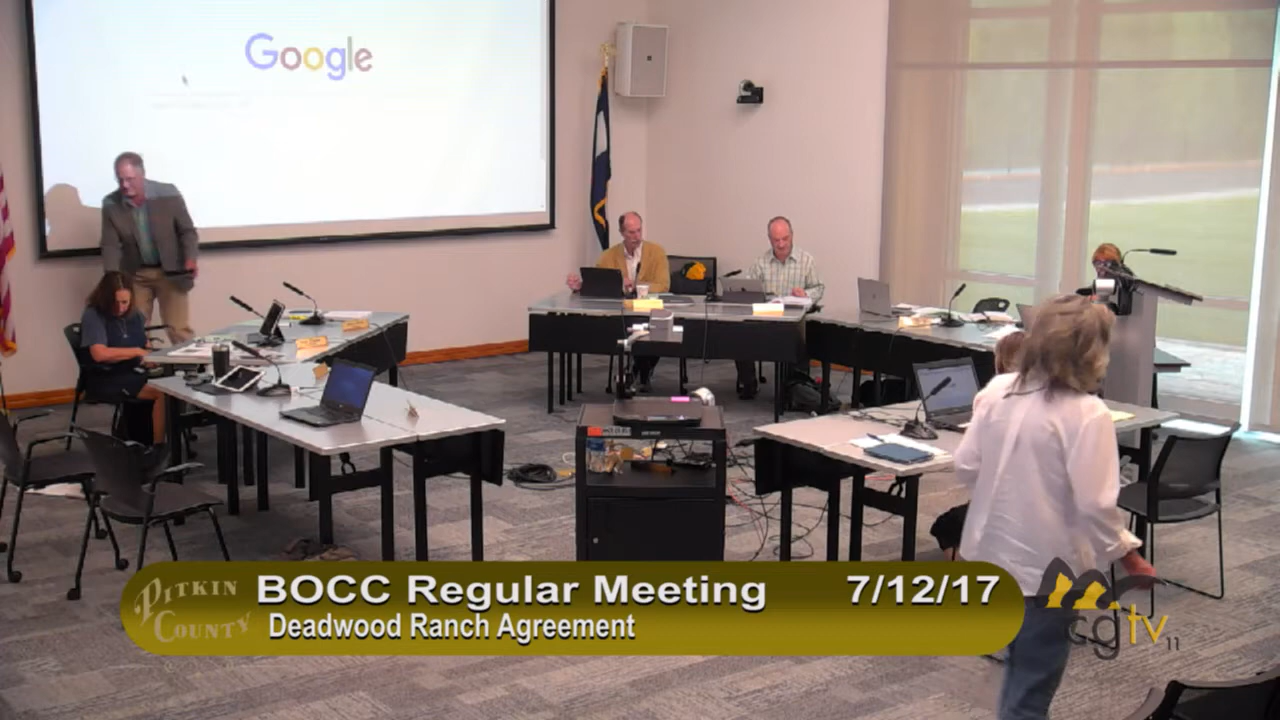 Google
PITKIN COUNTY
BOCC Regular Meeting 7/12/17
Deadwood Ranch Agreement
cgtv 11